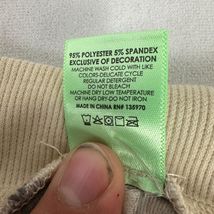 95% POLYESTER 5% SPANDEX
EXCLUSIVE OF DECORATION
MACHINE WASH COLD WITH LIKE
COLORS-DELICATE CYCLE
REGULAR DETERGENT
DO NOT BLEACH
MACHINE DRY LOW TEMPERATURE
OR HANG DRY-DO NOT IRON
MADE IN CHINA RN# 135970